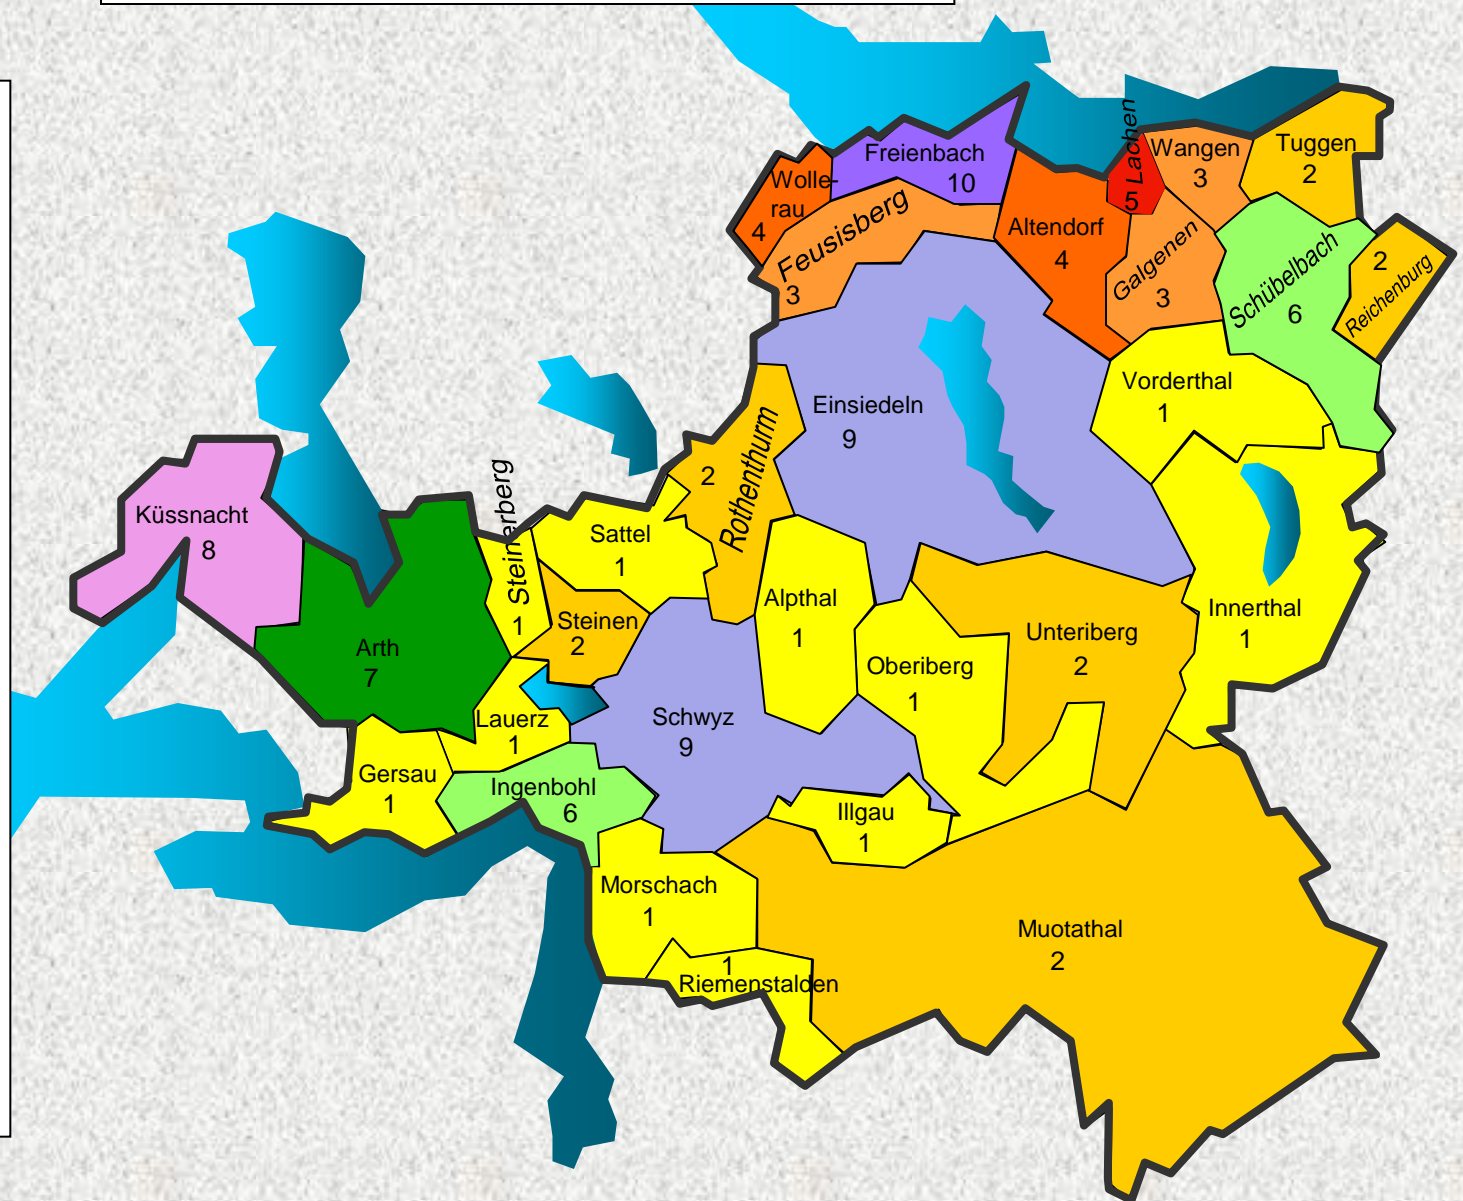 Freienbach
10
Wolle-
rau
4
Feusisberg
3
Altendorf
4
Lachen
5
Wangen
3
Tuggen
2
Galgenen
3
Schübelbach
6
2
Reichenburg
Vorderthal
1
Einsiedeln
9
2
Rothenthurm
Küssnacht
8
Steinerberg
1
Sattel
1
Arth
7
Steinen
2
Alpthal
1
Oberiberg
1
Unteriberg
2
Innerthal
1
Lauerz
1
Schwyz
9
Gersau
1
Ingenbohl
6
Illgau
1
Morschach
1
1
Riemenstalden
Muotathal
2